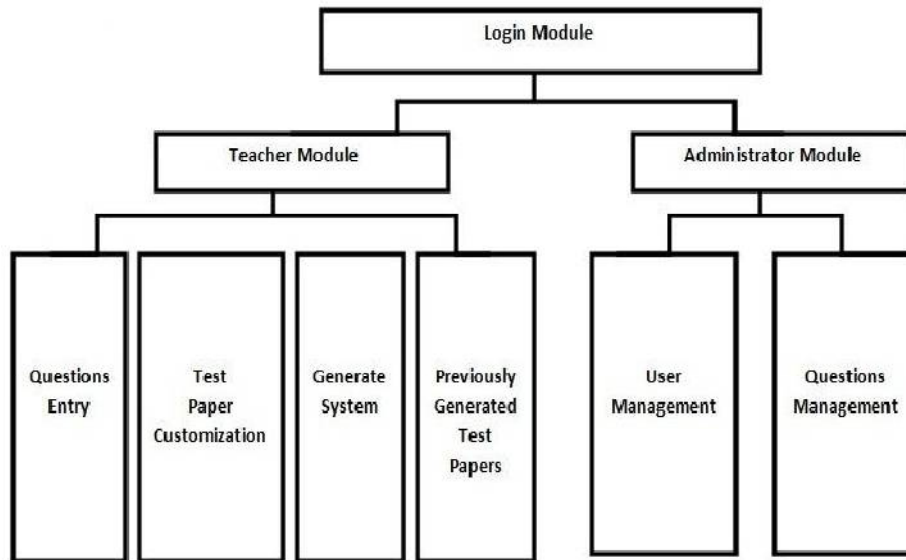 Login Module
Teacher Module
Administrator Module
Questions
Entry
Test
Paper
Customization
Generate
System
Previously
Generated
Test
Papers
User
Management
Questions
Management